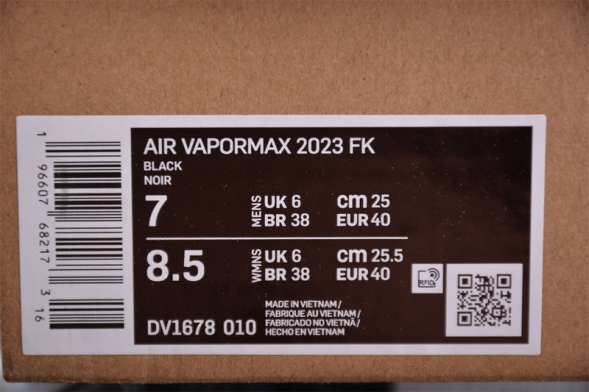 AIR VAPORMAX 2023 FK
BLACK
NOIR
7 MENS UK 6 cm 25
BR 38 EUR 40
8.5 WMNS UK 6 cm 25.5
BR 38 EUR 40
RFID
DV1678 010
MADE IN VIETNAM /
FABRIQUE AU VIETNAM /
FABRICADO NO VIETNÃ /
HECHO EN VIETNAM
1 96607 68217 3 16